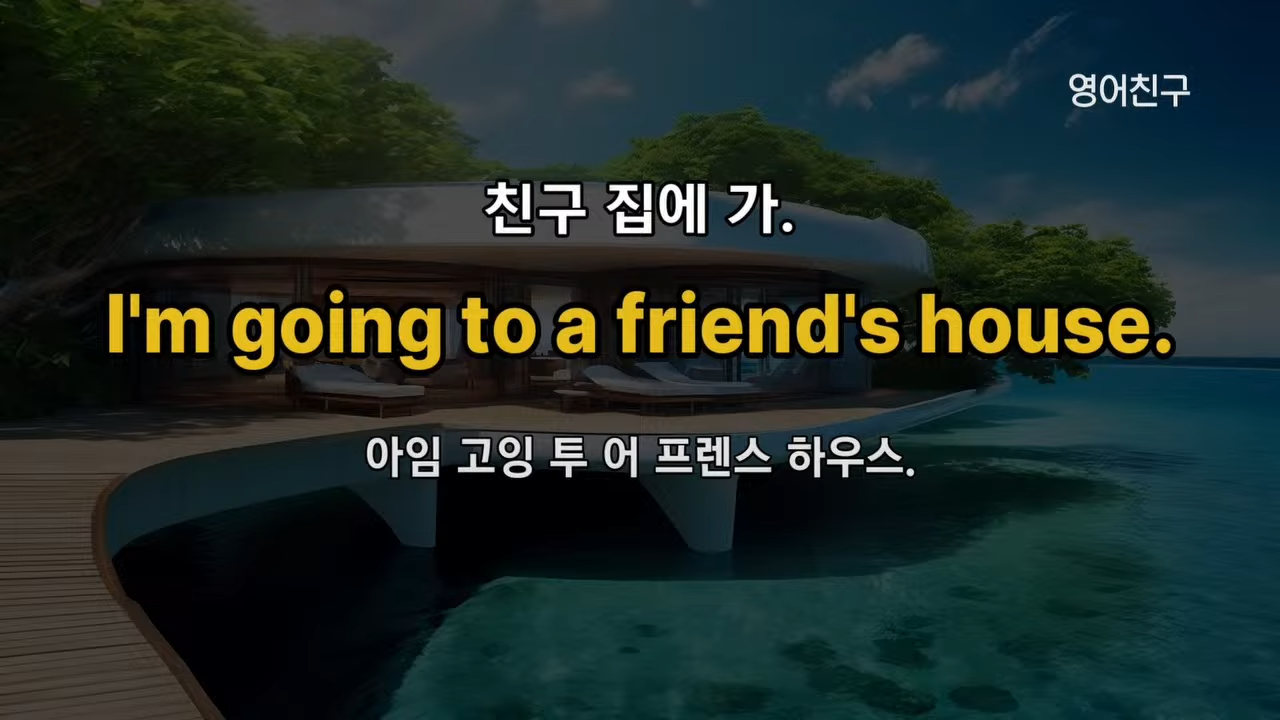 영어친구
친구 집에 가.
I'm going to a friend's house.
아임 고잉 투 어 프렌스 하우스.